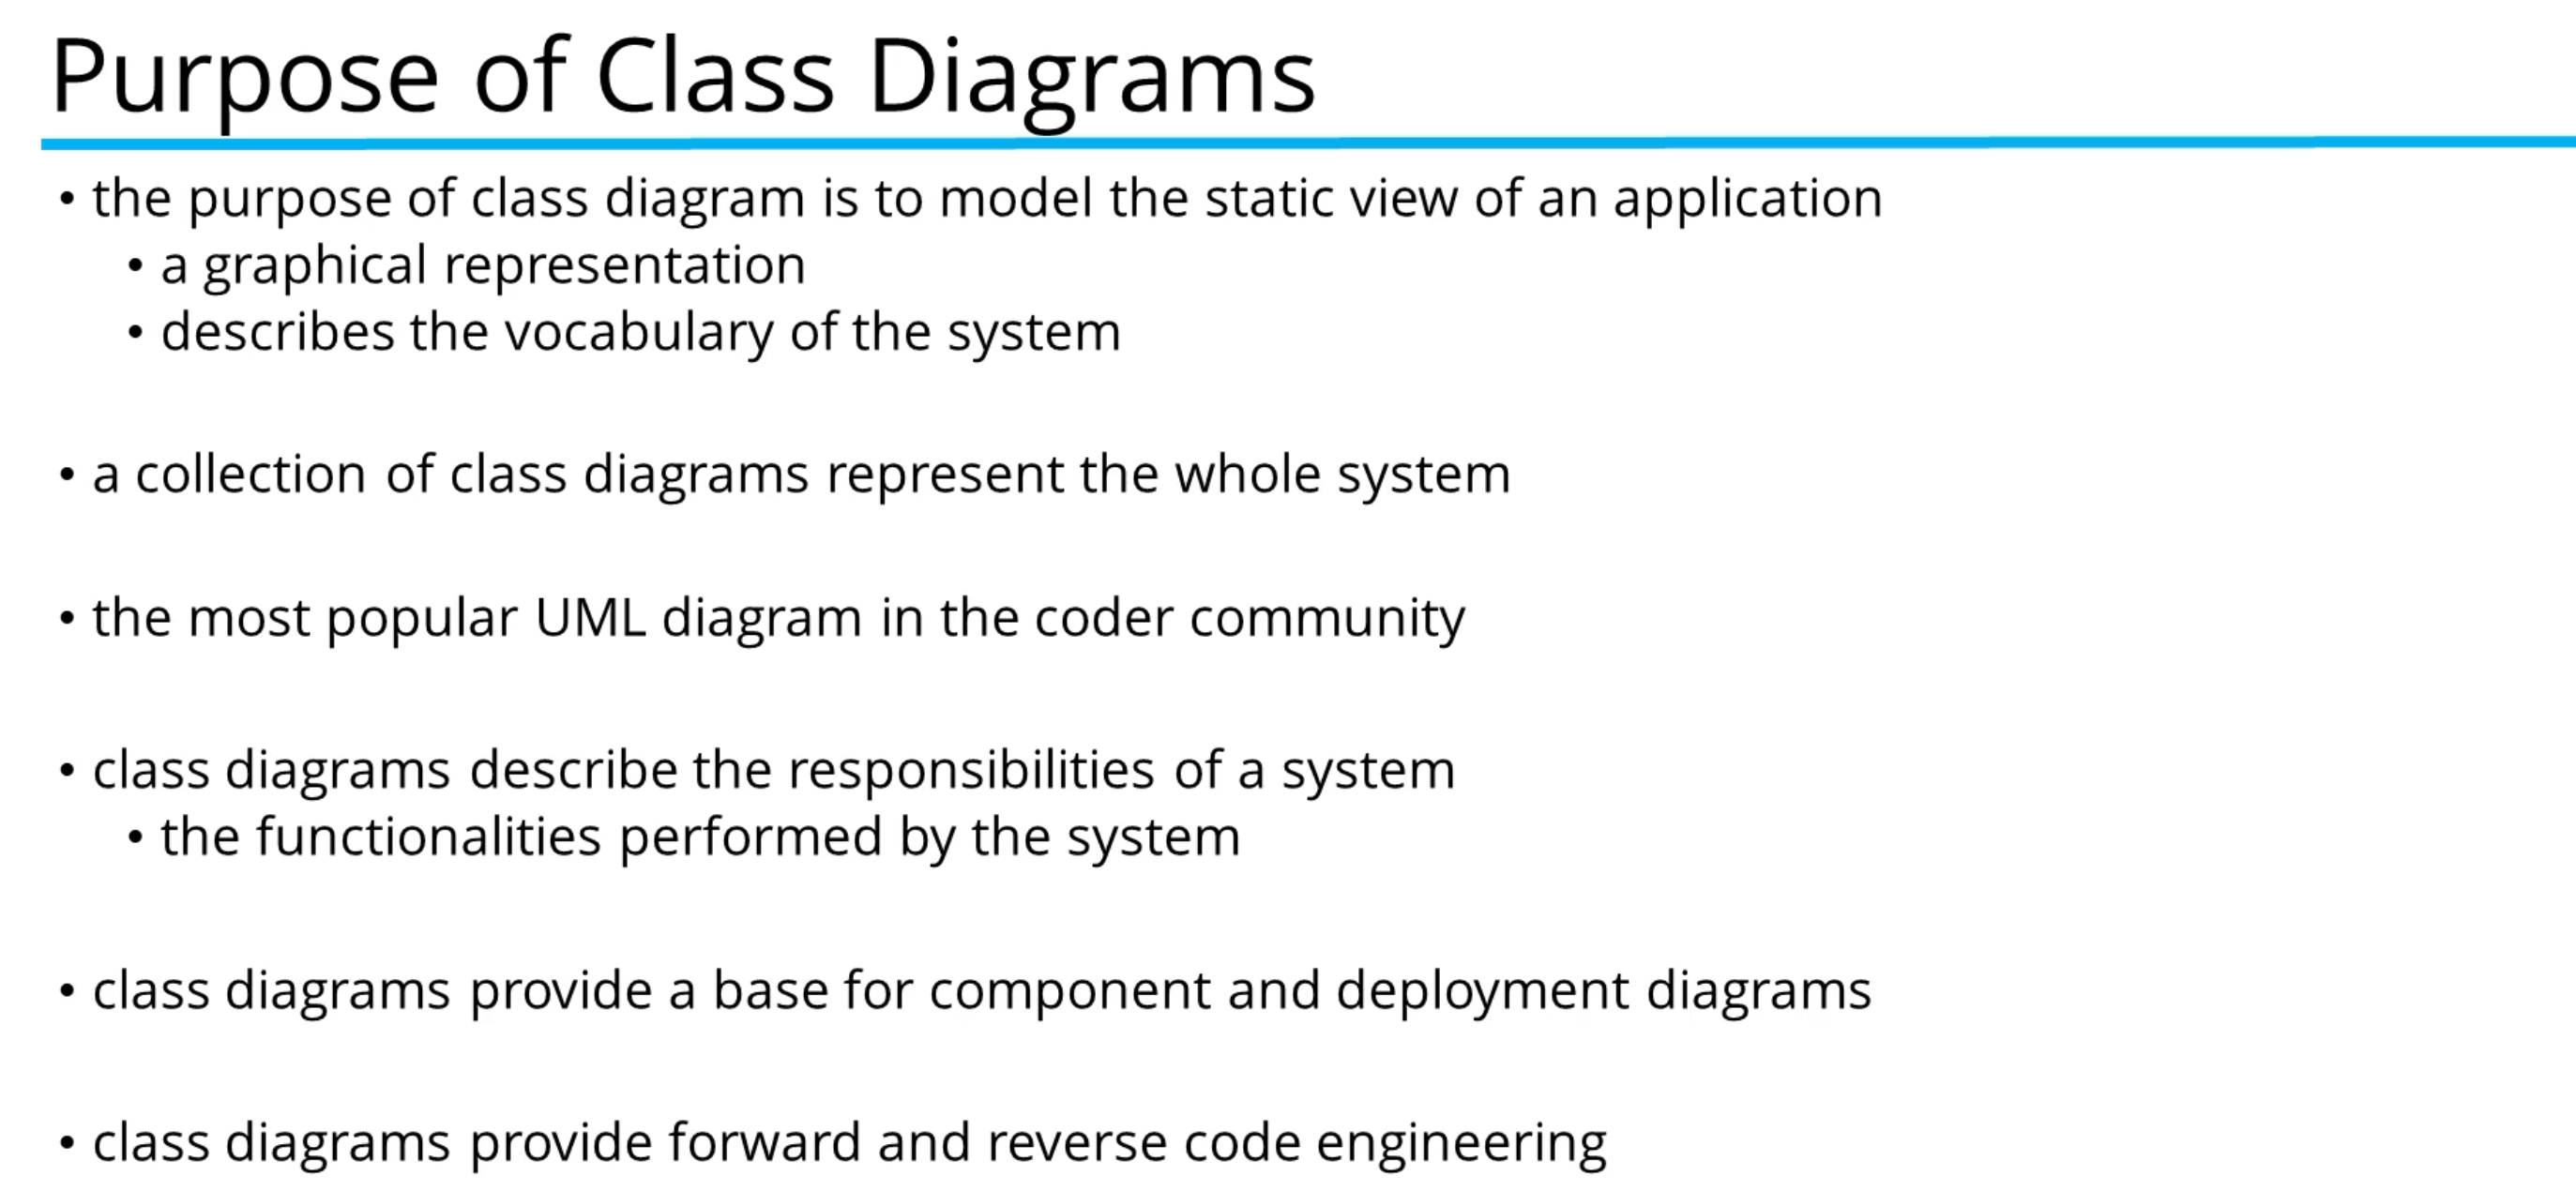 Purpose of Class Diagrams
• the purpose of class diagram is to model the static view of an application
• a graphical representation
• describes the vocabulary of the system
• a collection of class diagrams represent the whole system
• the most popular UML diagram in the coder community
• class diagrams describe the responsibilities of a system
• the functionalities performed by the system
• class diagrams provide a base for component and deployment diagrams
• class diagrams provide forward and reverse code engineering